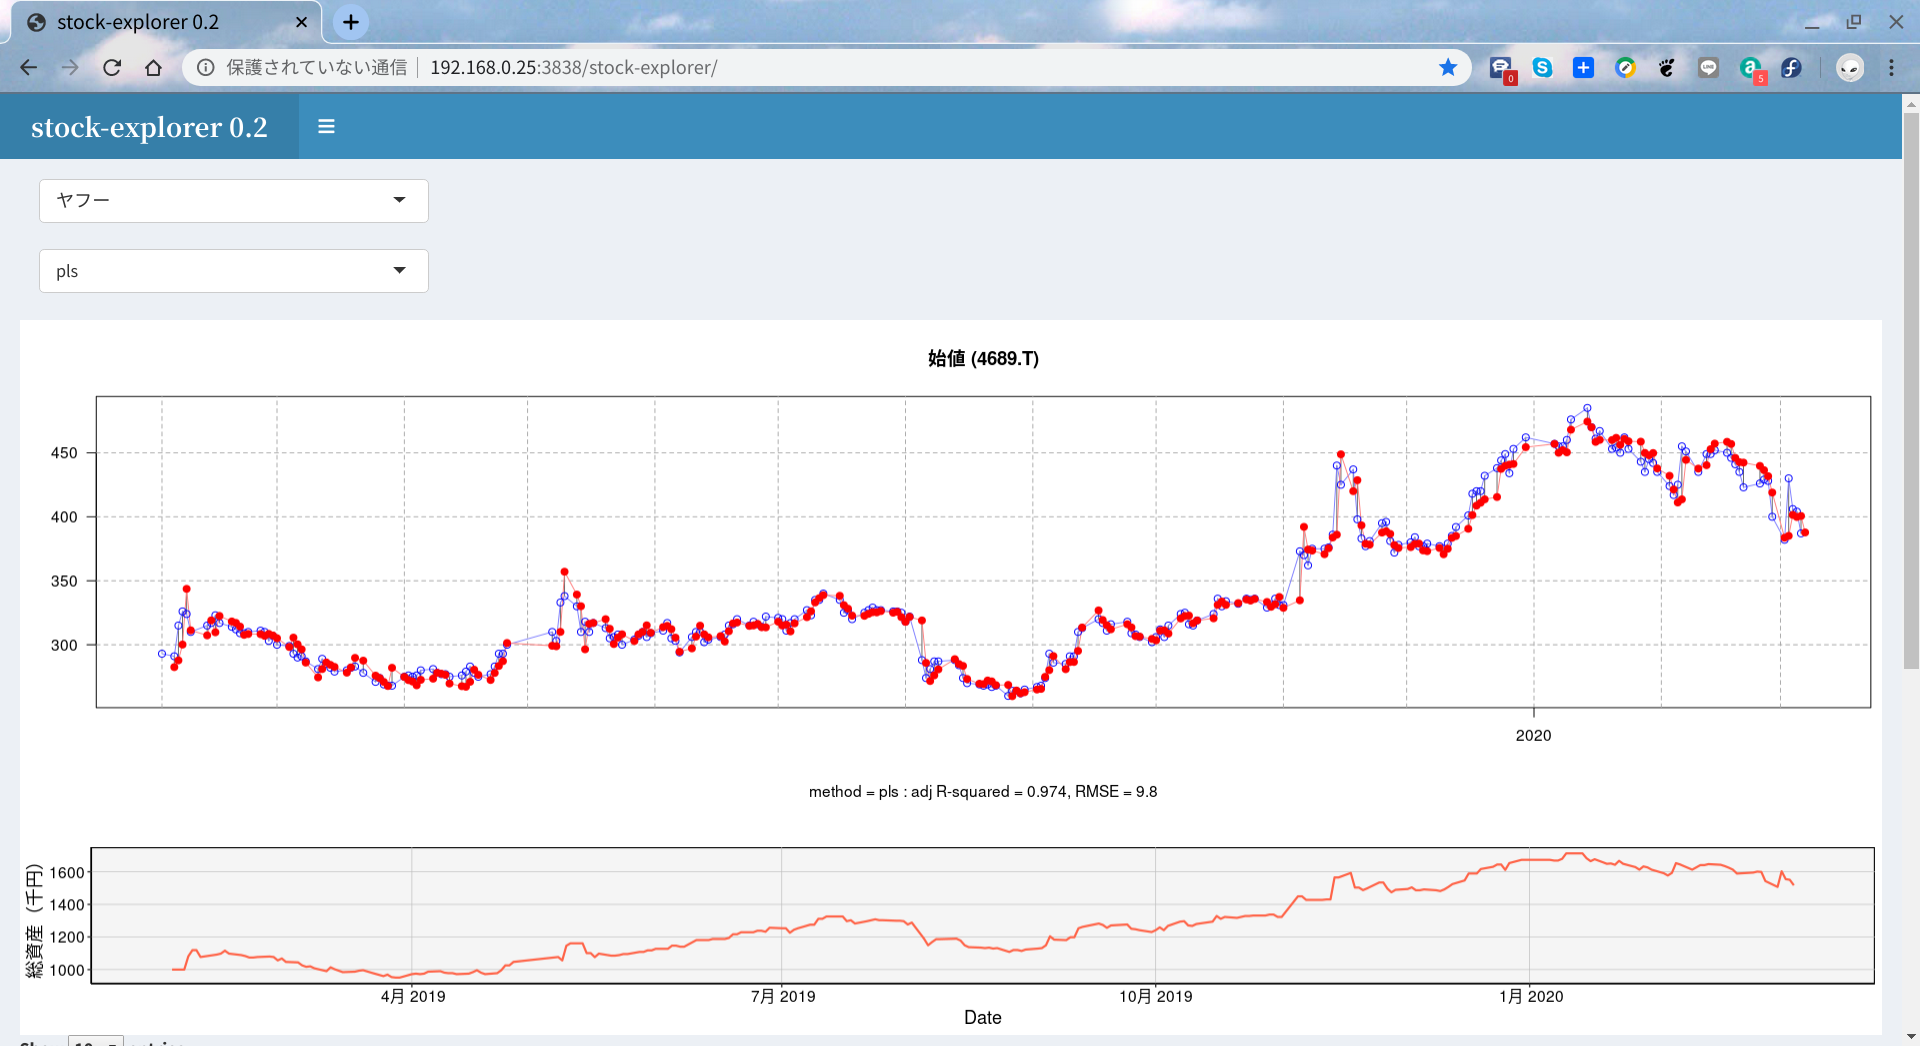 stock-explorer 0.2
保護されていない通信 192.168.0.25:3838/stock-explorer/
0
5
stock-explorer 0.2
ヤフー
pls
始値 (4689.T)
450
400
350
300
2020
method = pls : adj R-squared = 0.974, RMSE = 9.8
総資産（千円）
1600
1400
1200
1000
4月 2019 7月 2019 10月 2019 1月 2020
Date